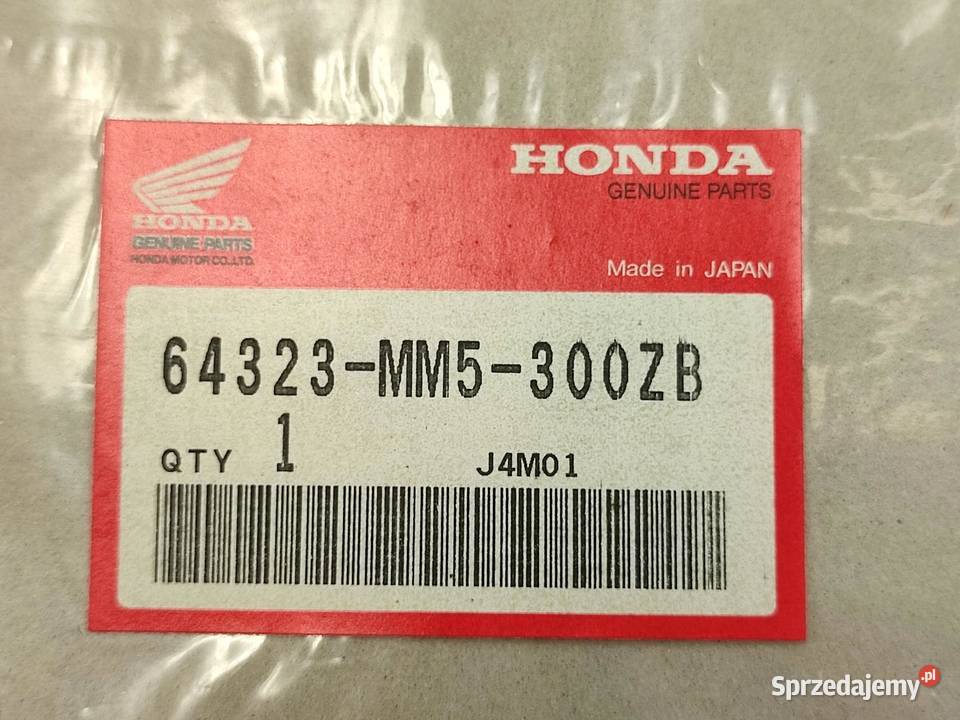 HONDA
GENUINE PARTS
HONDA MOTOR CO.,LTD.
HONDA
GENUINE PARTS
Made in JAPAN
64323-MM5-300ZB
QTY 1 J4M01
Sprzedajemy.pl